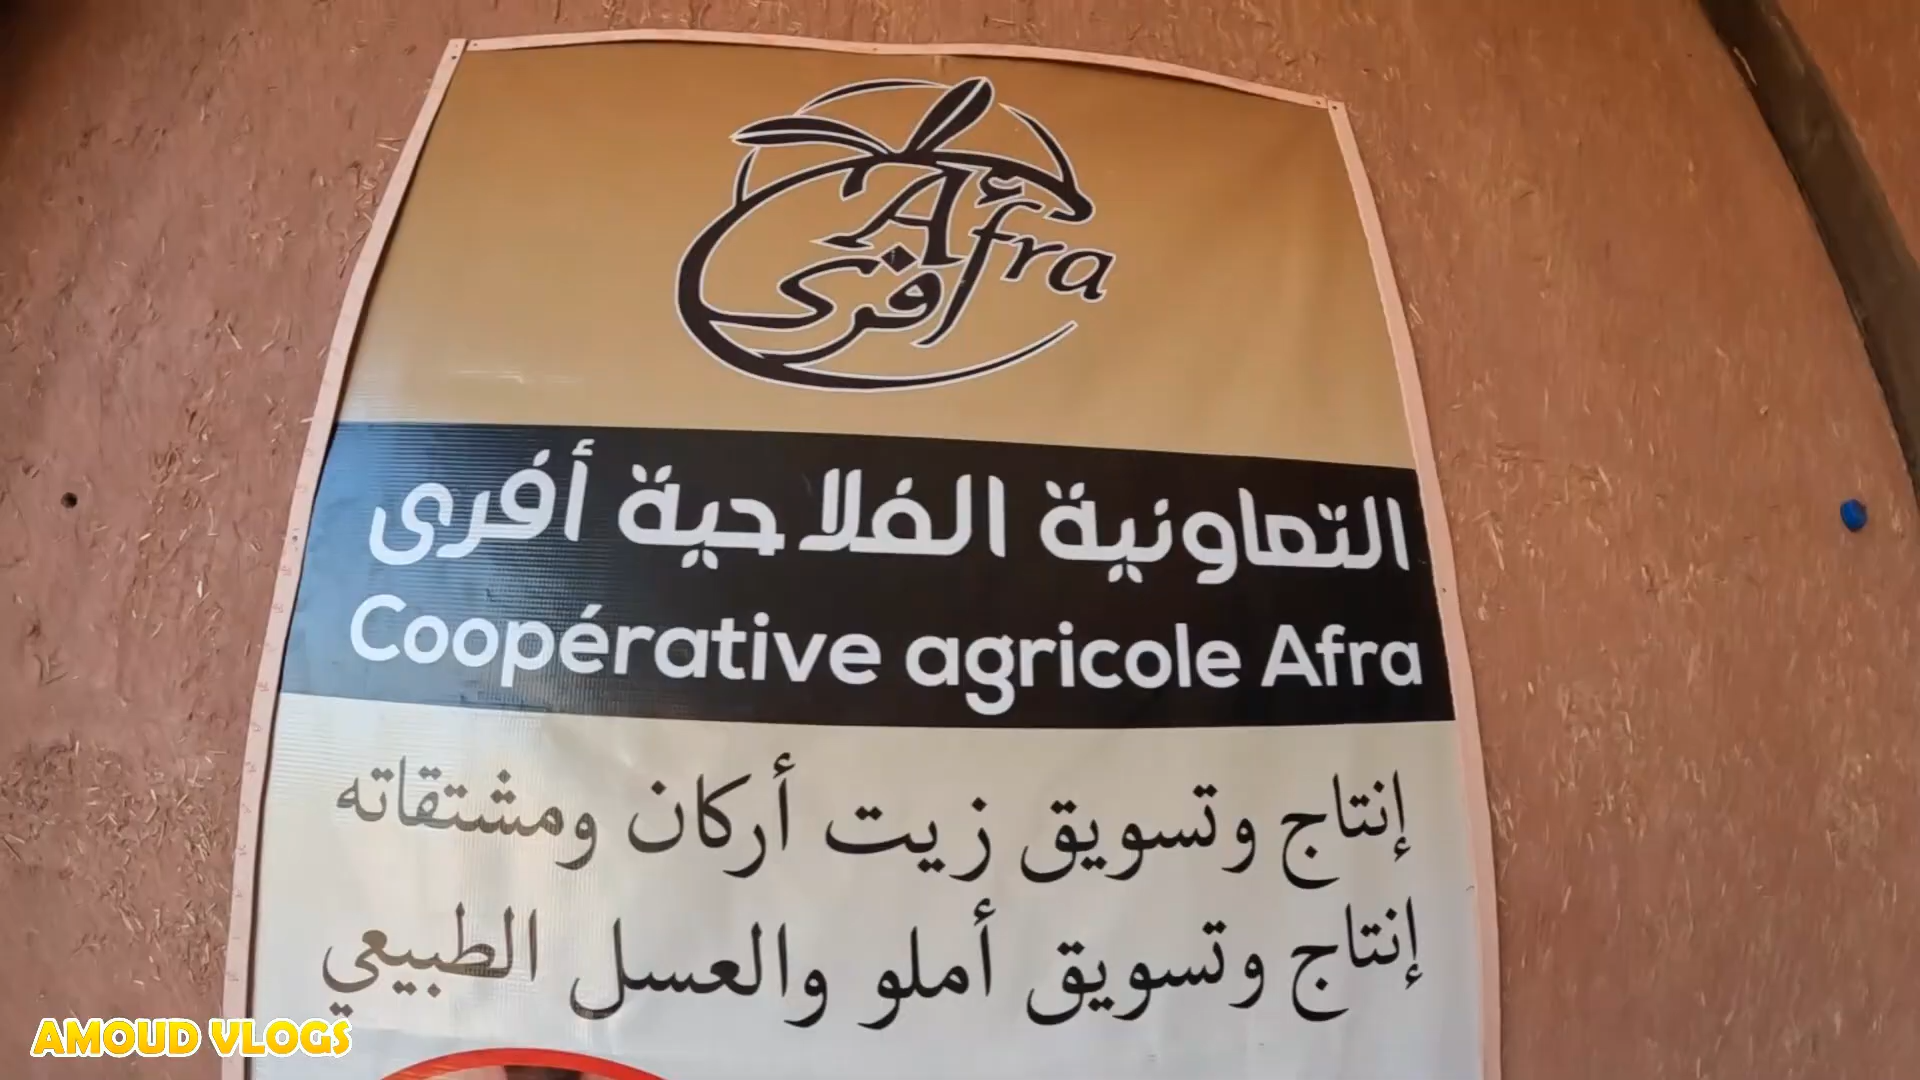 Afra
أفرى
التعاونية الفلاحية أفرى
Coopérative agricole Afra
إنتاج وتسويق زيت أركان ومشتقاته
إنتاج وتسويق أملو والعسل الطبيعي
AMOUD VLOGS